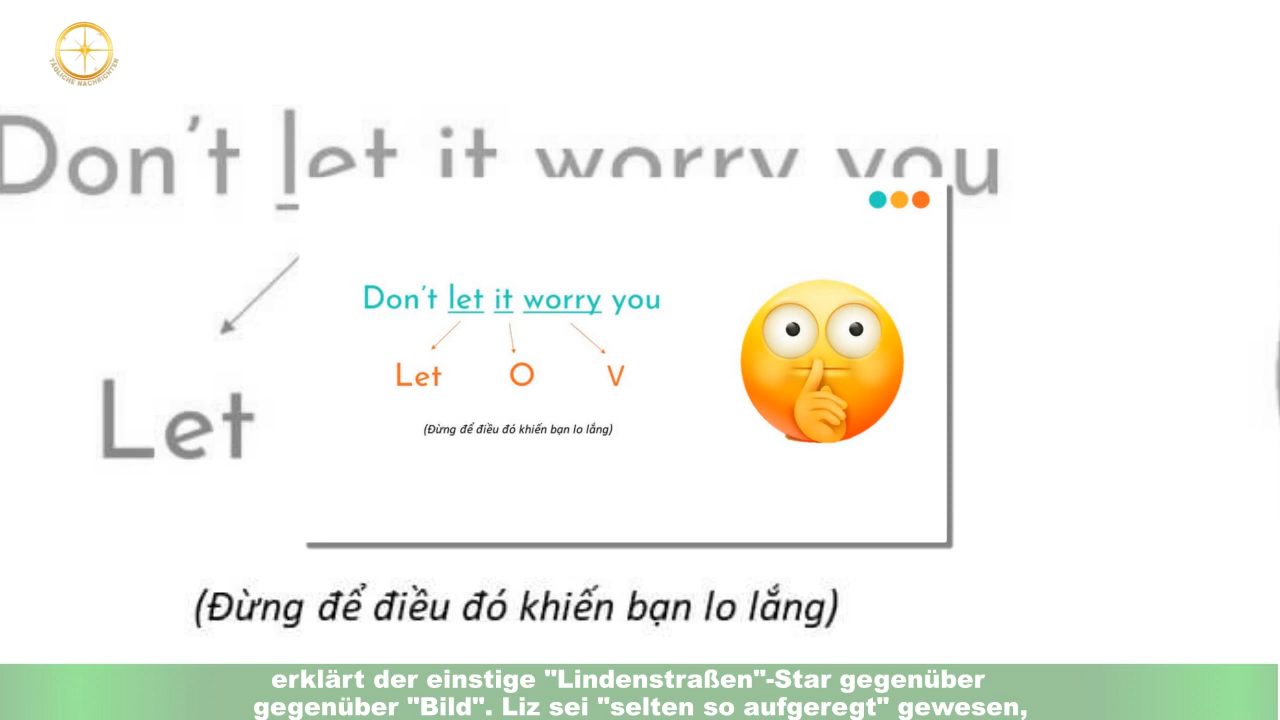 TÄGLICHE NACHRICHTEN
Don't let it worry you
Don't let it worry you
Let O V
(Đừng để điều đó khiến bạn lo lắng)
Let
(Đừng để điều đó khiến bạn lo lắng)
erklärt der einstige "Lindenstraßen"-Star gegenüber
gegenüber "Bild". Liz sei "selten so aufgeregt" gewesen,